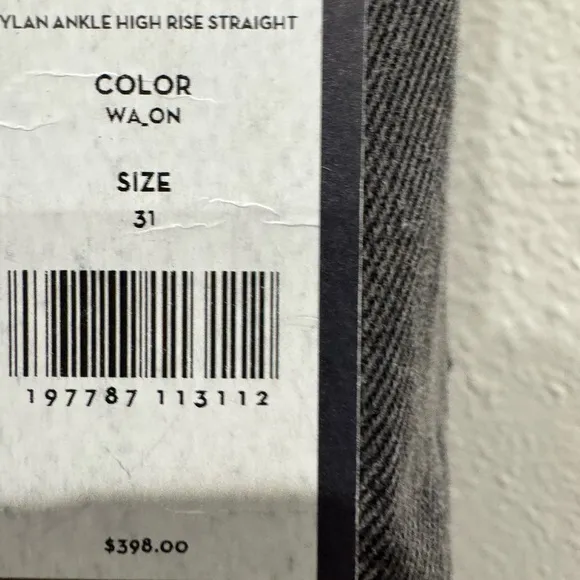 YLAN ANKLE HIGH RISE STRAIGHT
COLOR
WA_ON
SIZE
31
197787 113112
$398.00